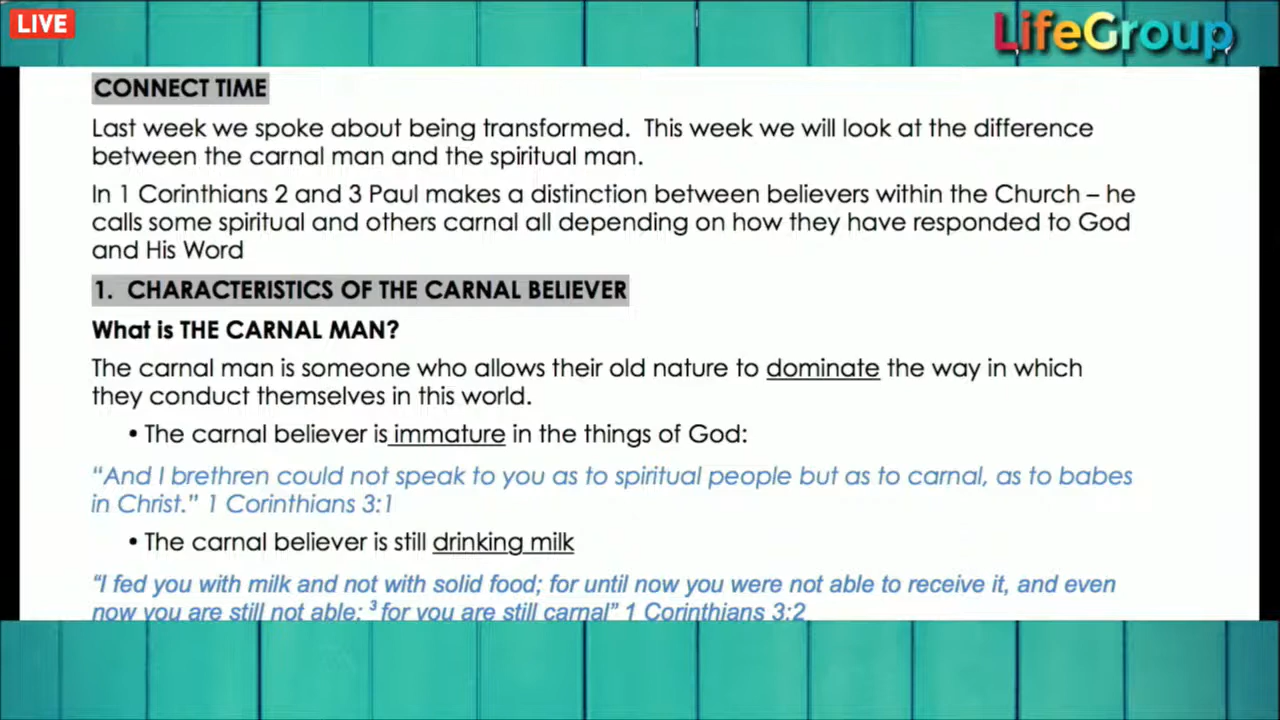 LIVE
LifeGroup
CONNECT TIME
Last week we spoke about being transformed.  This week we will look at the difference
between the carnal man and the spiritual man.
In 1 Corinthians 2 and 3 Paul makes a distinction between believers within the Church – he
calls some spiritual and others carnal all depending on how they have responded to God
and His Word
1.  CHARACTERISTICS OF THE CARNAL BELIEVER
What is THE CARNAL MAN?
The carnal man is someone who allows their old nature to dominate the way in which
they conduct themselves in this world.
• The carnal believer is immature in the things of God:
“And I brethren could not speak to you as to spiritual people but as to carnal, as to babes
in Christ.”  1 Corinthians 3:1
• The carnal believer is still drinking milk
“I fed you with milk and not with solid food; for until now you were not able to receive it, and even
now you are still not able; ³ for you are still carnal” 1 Corinthians 3:2